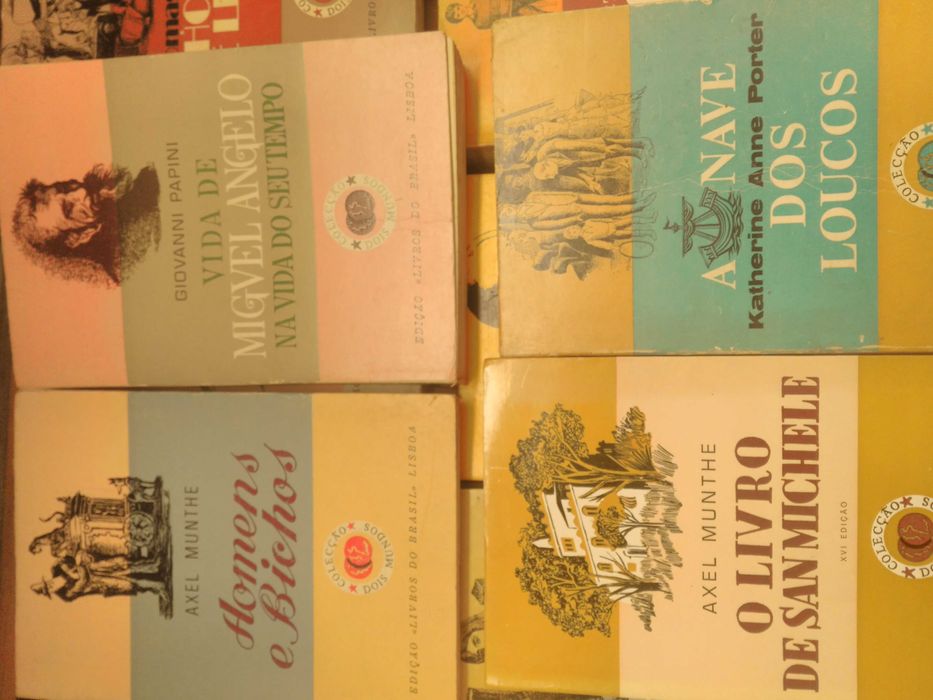 GIOVANNI PAPINI
VIDA DE
MIGVEL ANGELO
NA VIDA DO SEU TEMPO
COLECÇÃO
DOIS MUNDOS
EDIÇÃO «LIVROS DO BRASIL» LISBOA
A NAVE
Katherine Anne Porter
DOS
LOUCOS
COLECÇÃO
AXEL MUNTHE
Homens
e Bichos
COLECÇÃO
DOIS MUNDOS
EDIÇÃO «LIVROS DO BRASIL» LISBOA
AXEL MUNTHE
O LIVRO
DE SAN MICHELE
XVI EDIÇÃO
COLECÇÃO